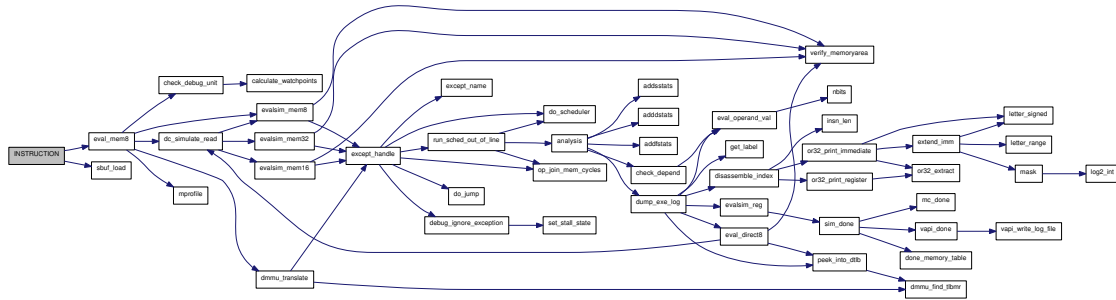 INSTRUCTION
eval_mem8
sbuf_load
check_debug_unit
dc_simulate_read
mprofile
calculate_watchpoints
evalsim_mem8
evalsim_mem32
evalsim_mem16
dmmu_translate
except_handle
except_name
run_sched_out_of_line
do_jump
debug_ignore_exception
do_scheduler
analysis
op_join_mem_cycles
set_stall_state
addsstats
adddstats
addfstats
check_depend
dump_exe_log
eval_operand_val
get_label
disassemble_index
evalsim_reg
eval_direct8
verify_memoryarea
nbits
insn_len
or32_print_immediate
or32_print_register
sim_done
peek_into_dtlb
extend_imm
or32_extract
mc_done
vapi_done
done_memory_table
dmmu_find_tlbmr
letter_signed
letter_range
mask
vapi_write_log_file
log2_int